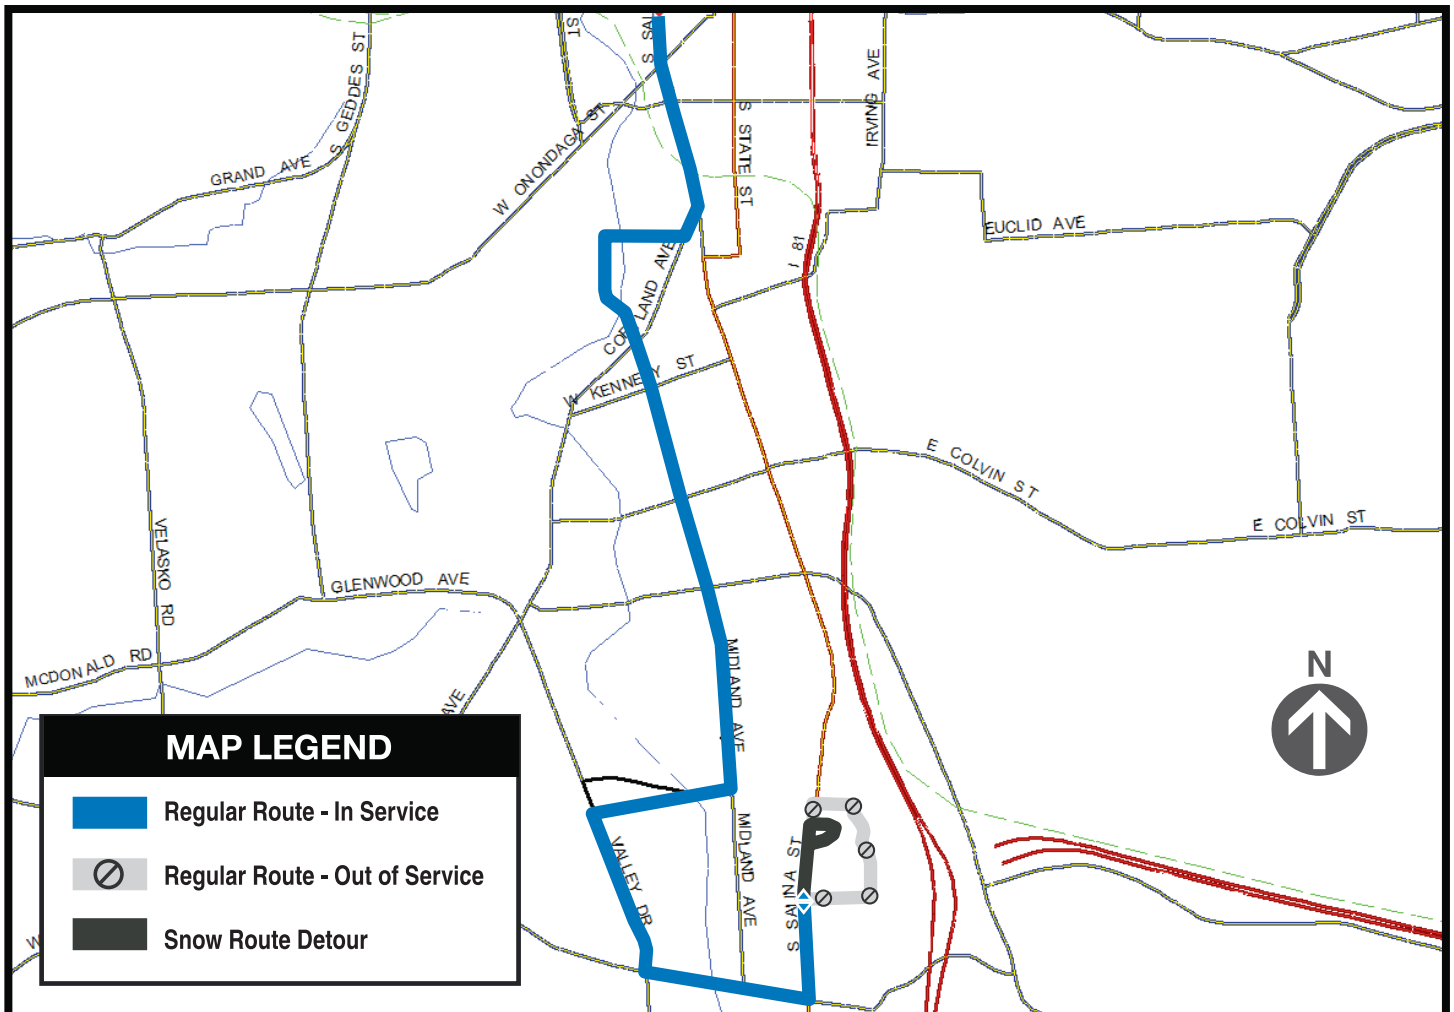 S GEDDES ST
ST
S SAL
GRAND AVE
W ONONDAGA ST
S STATE ST
IRVING AVE
EUCLID AVE
I 81
AVE
LAND
W KENNE
ST
E COLVIN ST
E COLVIN ST
VELASKO RD
GLENWOOD AVE
MCDONALD RD
MIDLAND AVE
AVE
N
MAP LEGEND
Regular Route - In Service
Regular Route - Out of Service
Snow Route Detour
VALLEY DR
MIDLAND AVE
S SALINA ST
W